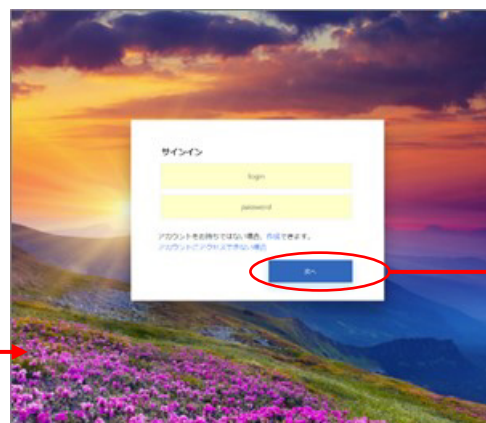 サインイン
login
password
アカウントをお持ちではない場合、作成できます。
アカウントにアクセスできない場合
次へ